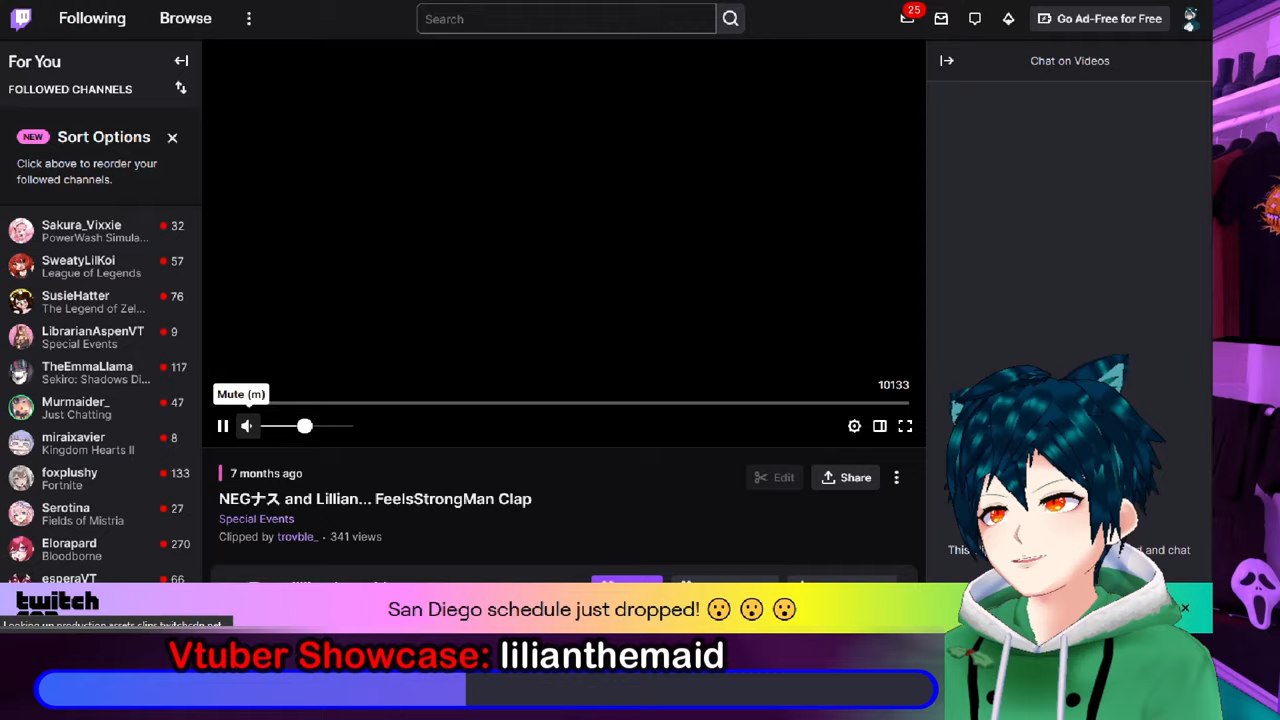 Following
Browse
Search
25
Go Ad-Free for Free
For You
FOLLOWED CHANNELS
NEW Sort Options
Click above to reorder your
followed channels.
Sakura_Vixxie 32
PowerWash Simula...
SweatyLilKoi 57
League of Legends
SusieHatter 76
The Legend of Zel...
LibrarianAspenVT 9
Special Events
TheEmmaLlama 117
Sekiro: Shadows Di...
Murmaider_ 47
Just Chatting
miraixavier 8
Kingdom Hearts II
foxplushy 133
Fortnite
Serotina 27
Fields of Mistria
Elorapard 270
Bloodborne
esperaVT 66
Chat on Videos
Mute (m)
10133
7 months ago
Edit
Share
NEGナス and Lillian... FeelsStrongMan Clap
Special Events
Clipped by trovble_ · 341 views
This
d and chat
twitch
San Diego schedule just dropped! 😮 😮 😮
Vtuber Showcase: lilianthemaid